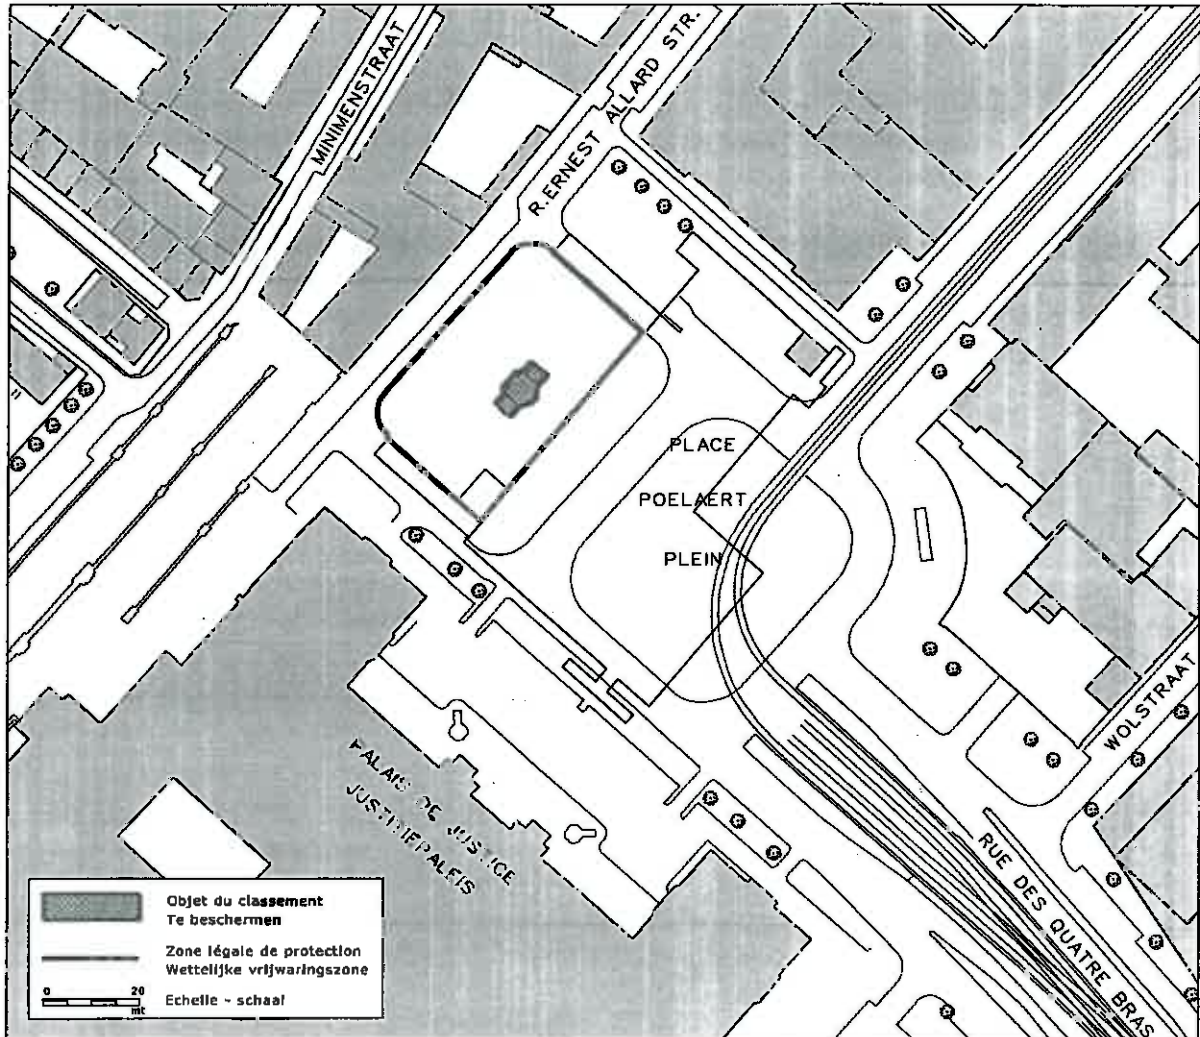 MINIMENSTRAAT
R. ERNEST ALLARD STR.
PLACE
POELAERT
PLEIN
WOLSTRAAT
PALAIS DE JUSTICE
JUSTITIEPALEIS
RUE DES QUATRE BRAS
Objet du classement
Te beschermen
Zone légale de protection
Wettelijke vrijwaringszone
0 20
mt
Echelle - schaal